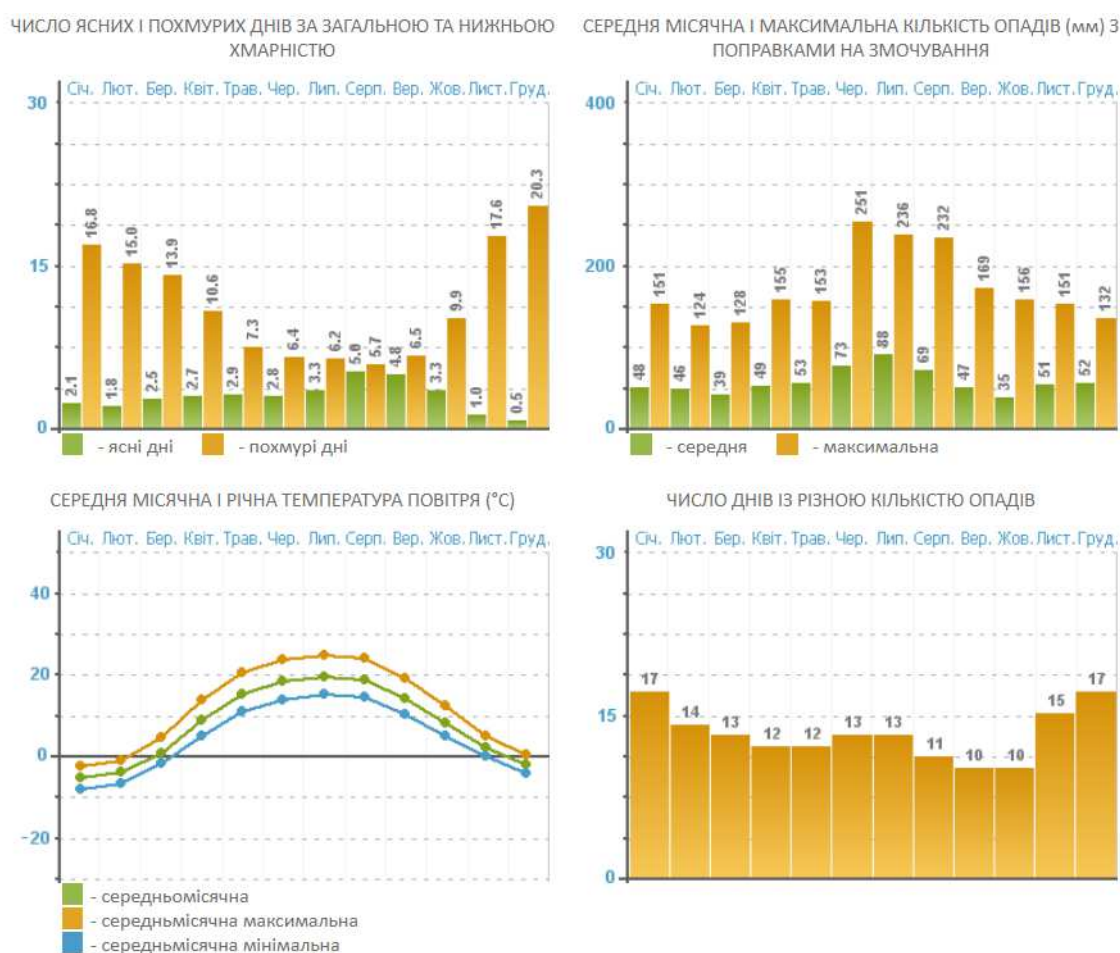 ЧИСЛО ЯСНИХ І ПОХМУРИХ ДНІВ ЗА ЗАГАЛЬНОЮ ТА НИЖНЬОЮ
ХМАРНІСТЮ
30
Січ. Лют. Бер. Квіт. Трав. Чер. Лип. Серп. Вер. Жов. Лист. Груд.
15
0
2.1 16.8 1.8 15.0 2.5 13.9 2.7 10.6 2.9 7.3 2.8 6.4 3.3 6.2 5.0 5.7 4.8 6.5 3.3 9.9 1.0 17.6 0.5 20.3
- ясні дні - похмурі дні
СЕРЕДНЯ МІСЯЧНА І МАКСИМАЛЬНА КІЛЬКІСТЬ ОПАДІВ (мм) З
ПОПРАВКАМИ НА ЗМОЧУВАННЯ
400
Січ. Лют. Бер. Квіт. Трав. Чер. Лип. Серп. Вер. Жов. Лист. Груд.
200
0
48 151 46 124 39 128 49 155 53 153 73 251 88 236 69 232 47 169 35 156 51 151 52 132
- середня - максимальна
СЕРЕДНЯ МІСЯЧНА І РІЧНА ТЕМПЕРАТУРА ПОВІТРЯ (°C)
Січ. Лют. Бер. Квіт. Трав. Чер. Лип. Серп. Вер. Жов. Лист. Груд.
40
20
0
-20
- середньомісячна
- середньмісячна максимальна
- середньмісячна мінімальна
ЧИСЛО ДНІВ ІЗ РІЗНОЮ КІЛЬКІСТЮ ОПАДІВ
30
Січ. Лют. Бер. Квіт. Трав. Чер. Лип. Серп. Вер. Жов. Лист. Груд.
15
0
17 14 13 12 12 13 13 11 10 10 15 17